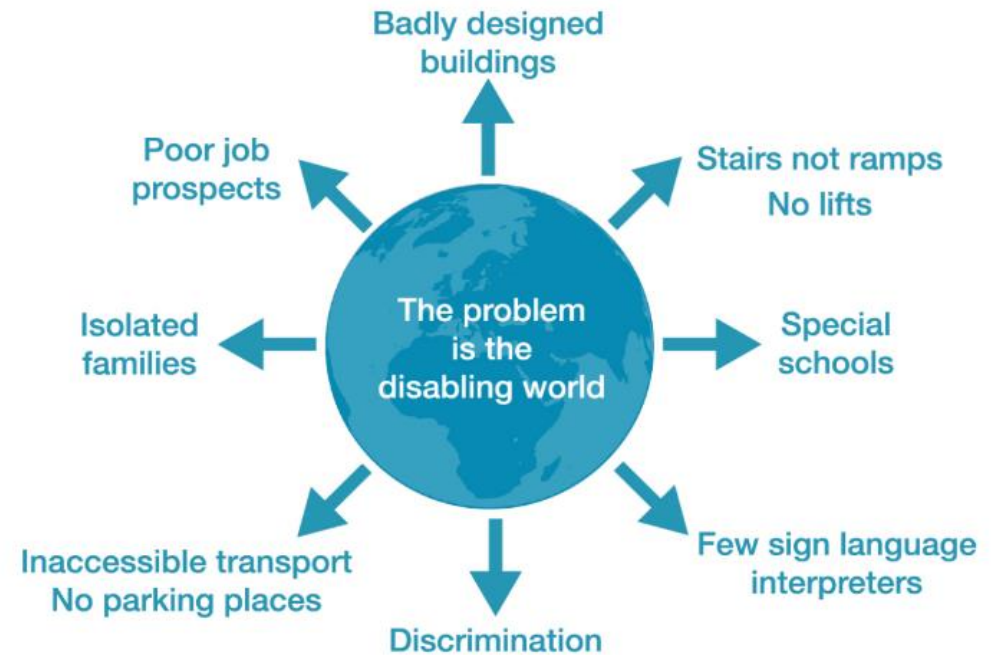 Badly designed
buildings
Poor job
prospects
Stairs not ramps
No lifts
Isolated
families
The problem
is the
disabling world
Special
schools
Inaccessible transport
No parking places
Few sign language
interpreters
Discrimination